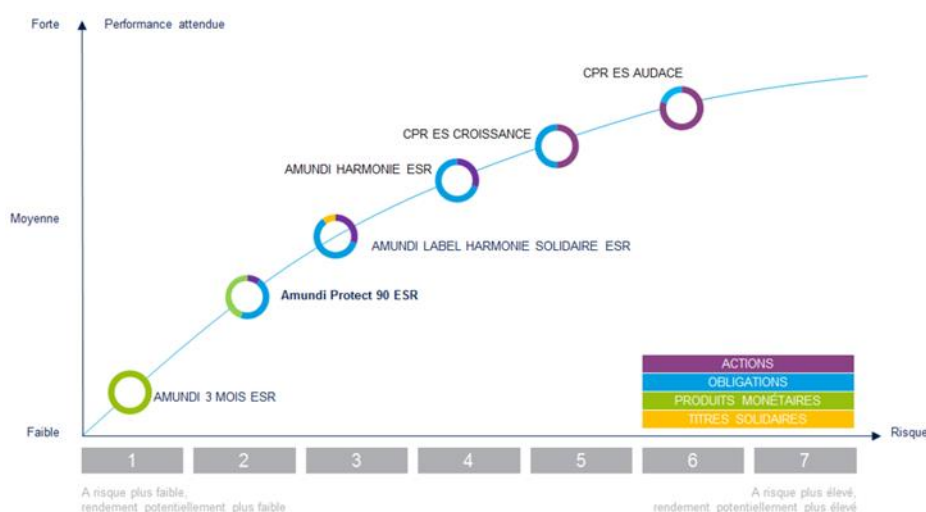 Forte
Performance attendue
CPR ES AUDACE
CPR ES CROISSANCE
AMUNDI HARMONIE ESR
Moyenne
AMUNDI LABEL HARMONIE SOLIDAIRE ESR
Amundi Protect 90 ESR
AMUNDI 3 MOIS ESR
ACTIONS
OBLIGATIONS
PRODUITS MONÉTAIRES
TITRES SOLIDAIRES
Faible
Risque
1 2 3 4 5 6 7
A risque plus faible,
rendement potentiellement plus faible
A risque plus élevé,
rendement potentiellement plus élevé